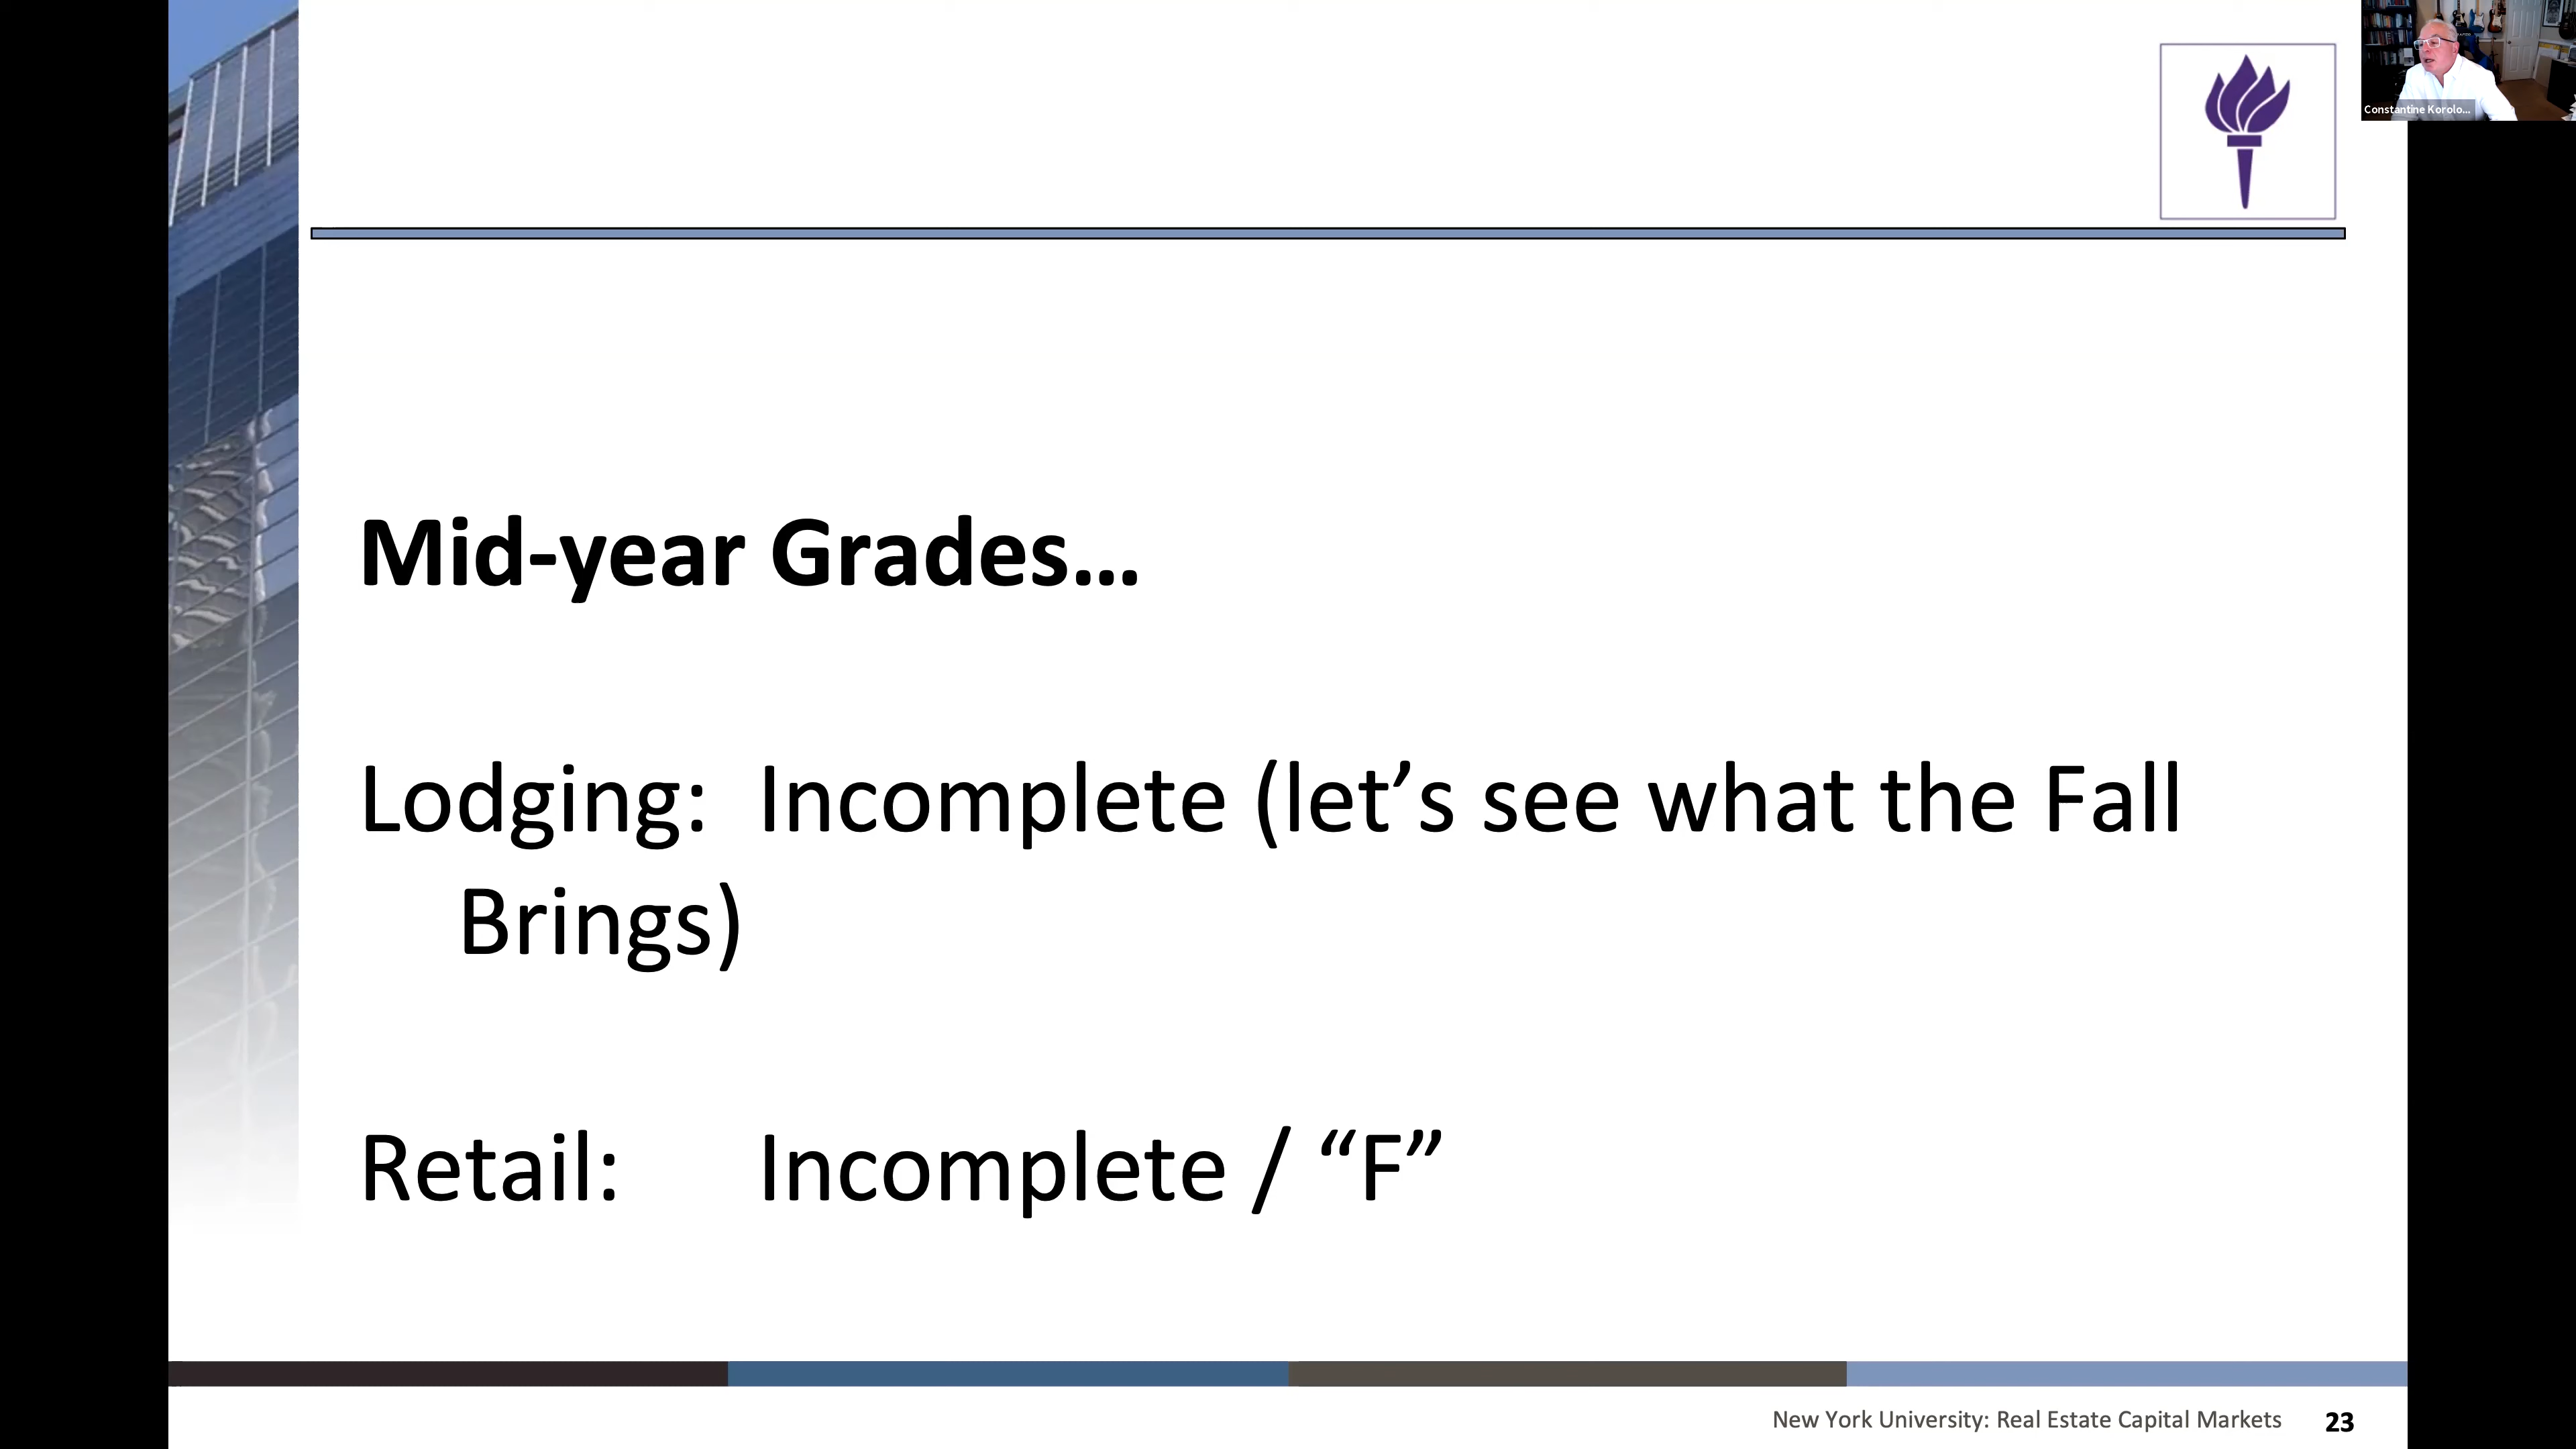 Constantine Korolo...
Mid-year Grades...
Lodging: Incomplete (let’s see what the Fall
Brings)
Retail: Incomplete / “F”
New York University: Real Estate Capital Markets 23